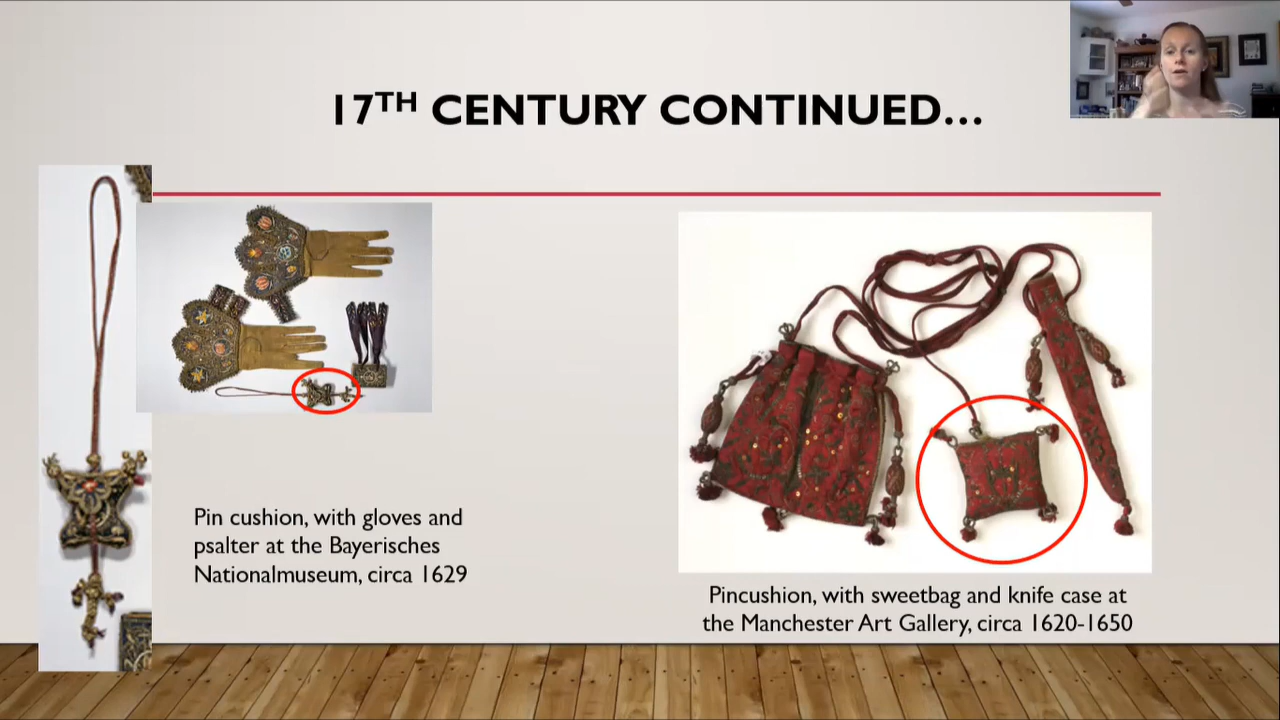 17TH CENTURY CONTINUED...
Pin cushion, with gloves and
psalter at the Bayerisches
Nationalmuseum, circa 1629
Pincushion, with sweetbag and knife case at
the Manchester Art Gallery, circa 1620-1650